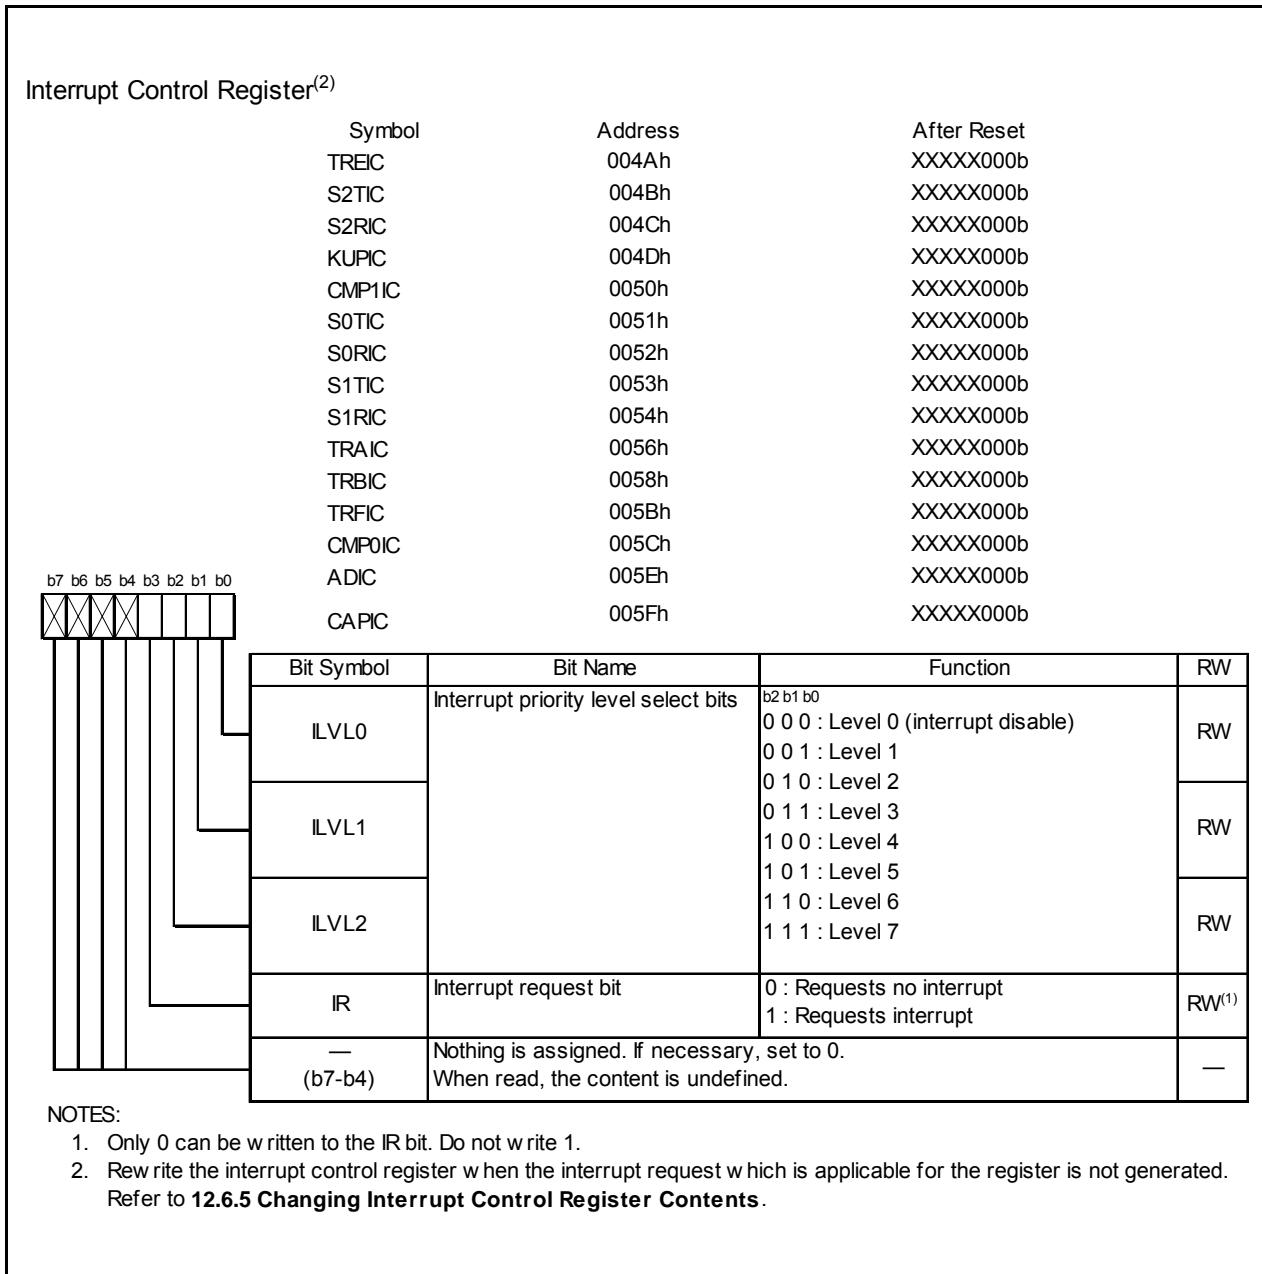 Interrupt Control Register(2)
Symbol Address After Reset
TREIC 004Ah XXXXX000b
S2TIC 004Bh XXXXX000b
S2RIC 004Ch XXXXX000b
KUPIC 004Dh XXXXX000b
CMP1IC 0050h XXXXX000b
S0TIC 0051h XXXXX000b
S0RIC 0052h XXXXX000b
S1TIC 0053h XXXXX000b
S1RIC 0054h XXXXX000b
TRAIC 0056h XXXXX000b
TRBIC 0058h XXXXX000b
TRFIC 005Bh XXXXX000b
CMP0IC 005Ch XXXXX000b
ADIC 005Eh XXXXX000b
CAPIC 005Fh XXXXX000b
b7 b6 b5 b4 b3 b2 b1 b0
Bit Symbol Bit Name Function RW
ILVL0 Interrupt priority level select bits b2 b1 b0 RW
0 0 0 : Level 0 (interrupt disable)
0 0 1 : Level 1
0 1 0 : Level 2
ILVL1 0 1 1 : Level 3 RW
1 0 0 : Level 4
1 0 1 : Level 5
ILVL2 1 1 0 : Level 6 RW
1 1 1 : Level 7
IR Interrupt request bit 0 : Requests no interrupt RW(1)
1 : Requests interrupt
— Nothing is assigned. If necessary, set to 0. —
(b7-b4) When read, the content is undefined.
NOTES:
1. Only 0 can be written to the IR bit. Do not write 1.
2. Rewrite the interrupt control register when the interrupt request which is applicable for the register is not generated.
Refer to 12.6.5 Changing Interrupt Control Register Contents.